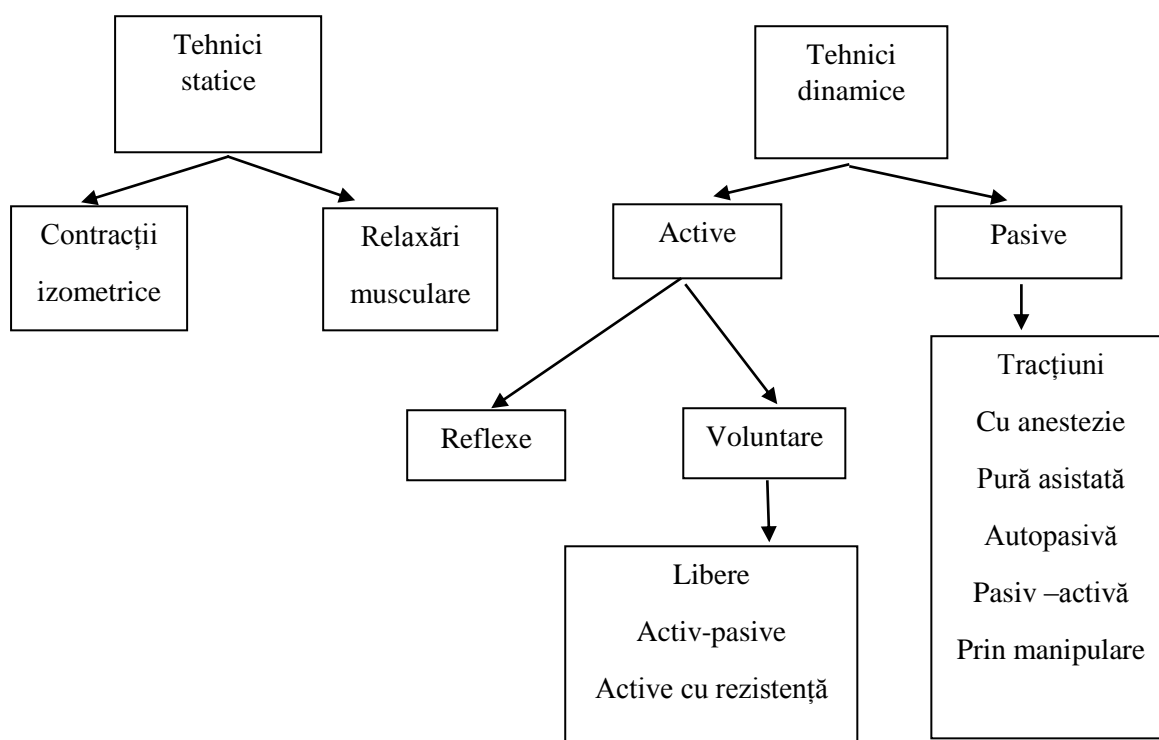 Tehnici
statice
Tehnici
dinamice
Contracții
izometrice
Relaxări
musculare
Active
Pasive
Reflexe
Voluntare
Tracțiuni
Cu anestezie
Pură asistată
Autopasivă
Pasiv –activă
Prin manipulare
Libere
Activ-pasive
Active cu rezistență